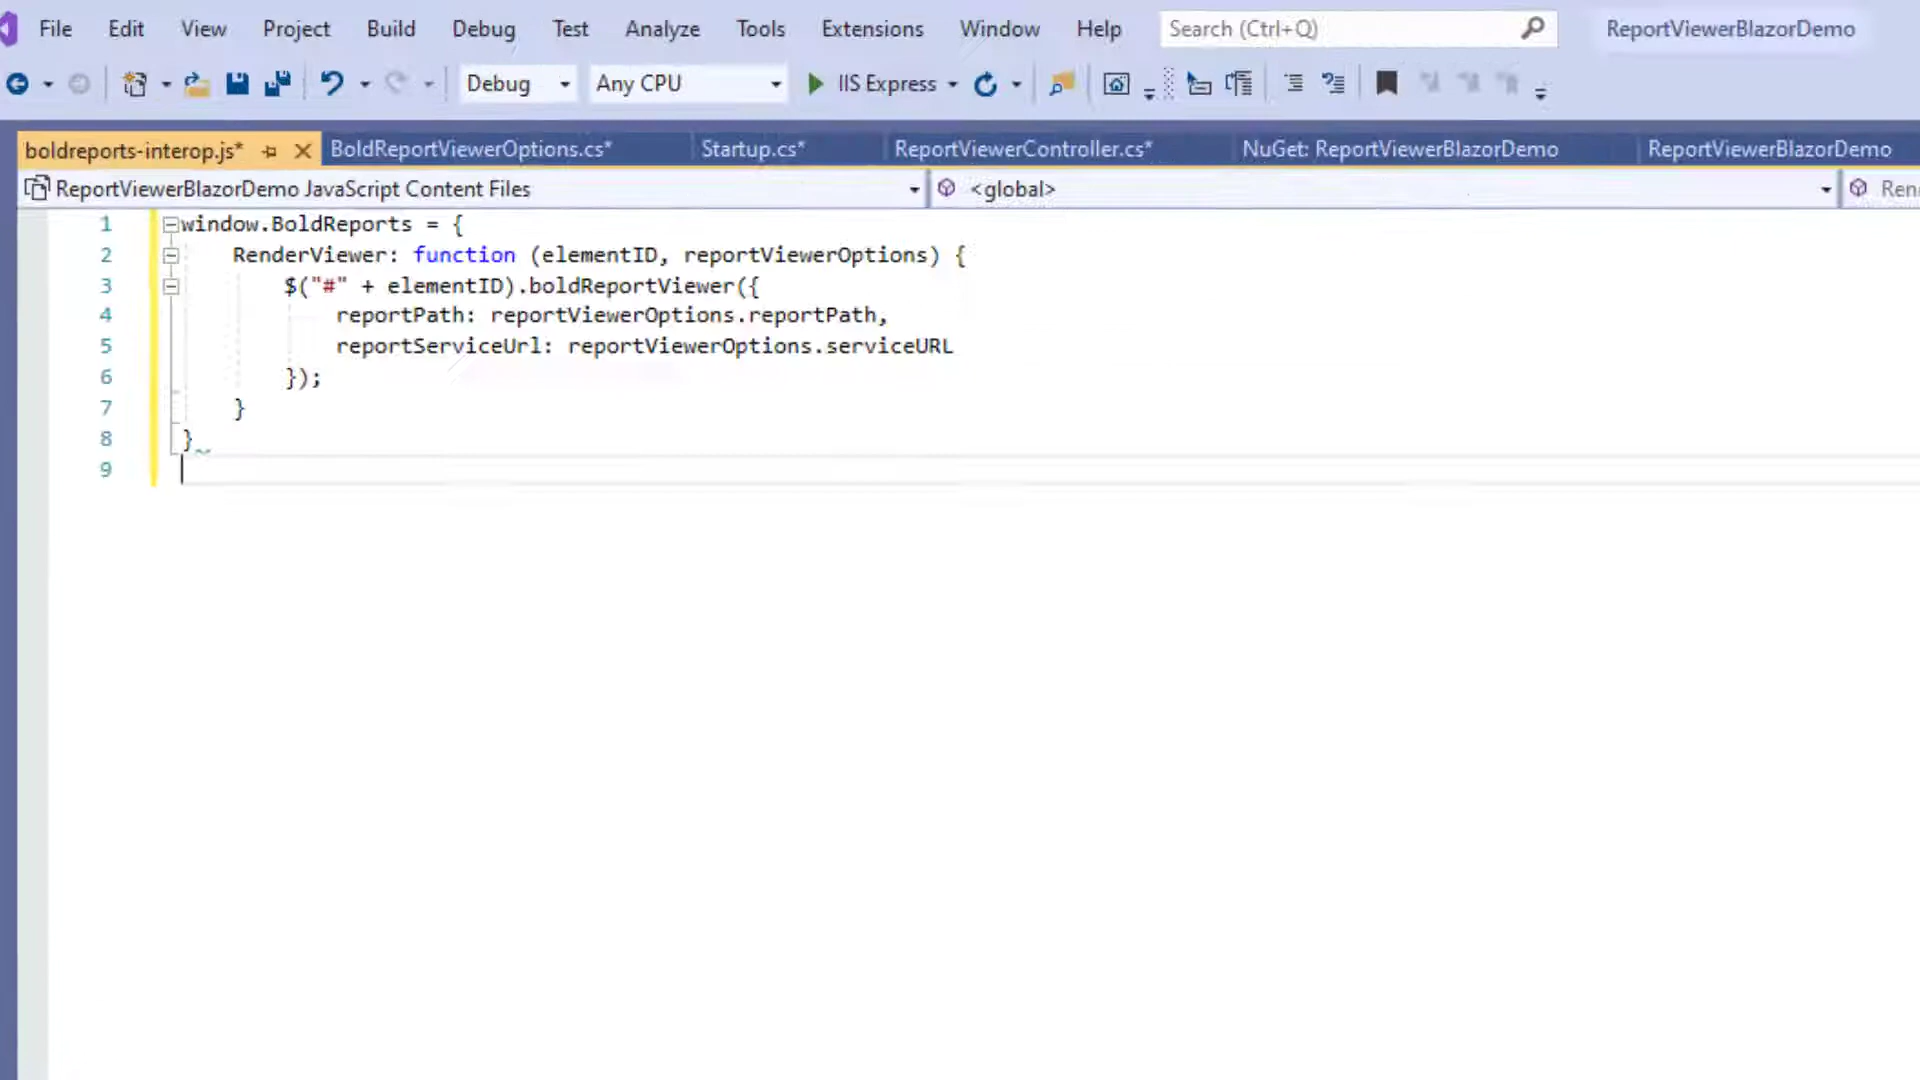 File Edit View Project Build Debug Test Analyze Tools Extensions Window Help Search (Ctrl+Q) ReportViewerBlazorDemo
Debug Any CPU IIS Express
boldreports-interop.js* BoldReportViewerOptions.cs* Startup.cs* ReportViewerController.cs* NuGet: ReportViewerBlazorDemo ReportViewerBlazorDemo
ReportViewerBlazorDemo JavaScript Content Files <global> Ren
1 window.BoldReports = {
2 RenderViewer: function (elementID, reportViewerOptions) {
3 $("#" + elementID).boldReportViewer({
4 reportPath: reportViewerOptions.reportPath,
5 reportServiceUrl: reportViewerOptions.serviceURL
6 });
7 }
8 }
9